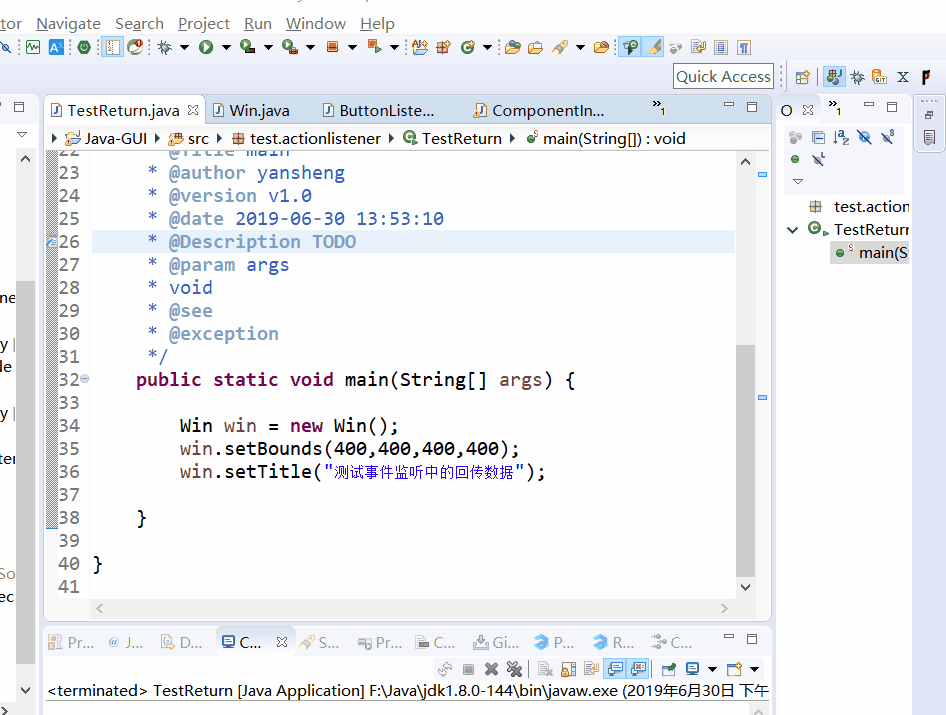 tor Navigate Search Project Run Window Help
Quick Access
TestReturn.java Win.java ButtonListe... ComponentIn... »1
O »1
Java-GUI src test.actionlistener TestReturn main(String[]) : void
22 * @Title main
23 * @author yansheng
24 * @version v1.0
25 * @date 2019-06-30 13:53:10
26 * @Description TODO
27 * @param args
28 * void
29 * @see
30 * @exception
31 */
32 public static void main(String[] args) {
33
34 Win win = new Win();
35 win.setBounds(400,400,400,400);
36 win.setTitle("测试事件监听中的回传数据");
37
38 }
39
40 }
41
test.action
TestReturn
main(S
Pr... J... D... C... S... Pr... C... Gi... P... R... C...
<terminated> TestReturn [Java Application] F:\Java\jdk1.8.0-144\bin\javaw.exe (2019年6月30日 下午